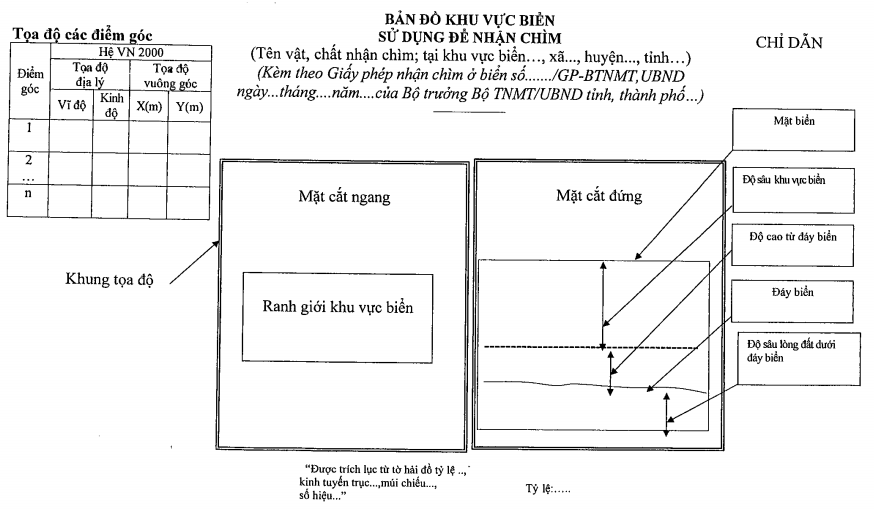 BẢN ĐỒ KHU VỰC BIỂN
SỬ DỤNG ĐỂ NHẬN CHÌM
(Tên vật, chất nhận chìm; tại khu vực biển…, xã..., huyện..., tỉnh…)
(Kèm theo Giấy phép nhận chìm ở biển số......./GP-BTNMT,UBND
ngày...tháng....năm....của Bộ trưởng Bộ TNMT/UBND tỉnh, thành phố...)
CHỈ DẪN
Tọa độ các điểm góc
Điểm góc
Hệ VN 2000
Tọa độ địa lý
Tọa độ vuông góc
Vĩ độ
Kinh độ
X(m)
Y(m)
1
2
...
n
Khung tọa độ
Mặt cắt ngang
Ranh giới khu vực biển
Mặt cắt đứng
Mặt biển
Độ sâu khu vực biển
Độ cao từ đáy biển
Đáy biển
Độ sâu lòng đất dưới
đáy biển
"Được trích lục từ tờ hải đồ tỷ lệ ..,
kinh tuyến trục...,múi chiếu...,
số hiệu..."
Tỷ lệ:…..